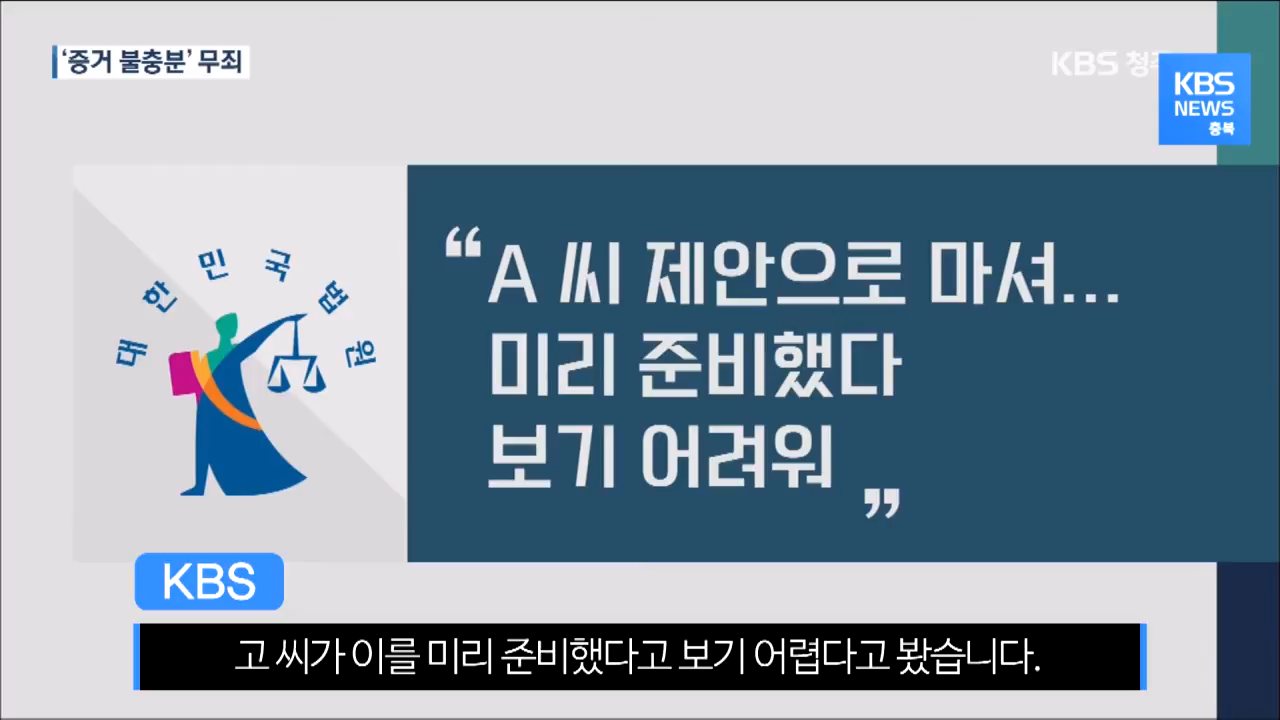 ‘증거 불충분’ 무죄
KBS 청주
KBS
NEWS
충북
대한민국법원
“A 씨 제안으로 마셔...
미리 준비했다
보기 어려워”
KBS
고 씨가 이를 미리 준비했다고 보기 어렵다고 봤습니다.